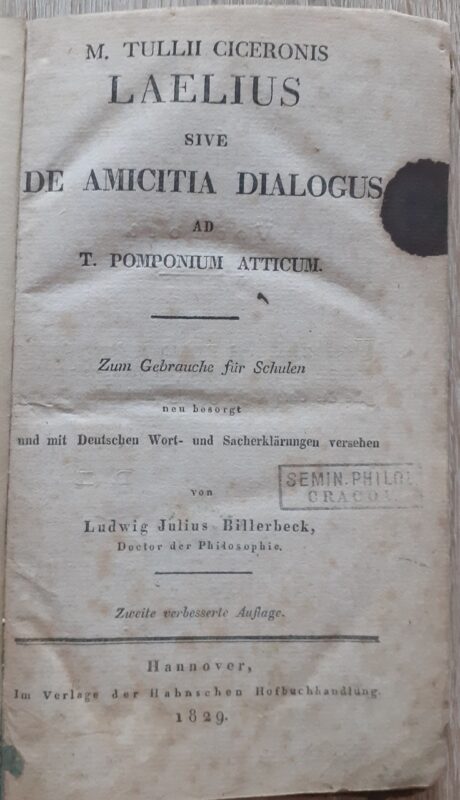 M. TULLII CICERONIS
LAELIUS
SIVE
DE AMICITIA DIALOGUS
AD
T. POMPONIUM ATTICUM.
Zum Gebrauche für Schulen
neu besorgt
und mit Deutschen Wort- und Sacherklärungen versehen
von
SEMIN. PHILOL
CRACOV.
Ludwig Julius Billerbeck,
Doctor der Philosophie.
Zweite verbesserte Auflage.
Hannover,
Im Verlage der Hahnschen Hofbuchhandlung.
1829.